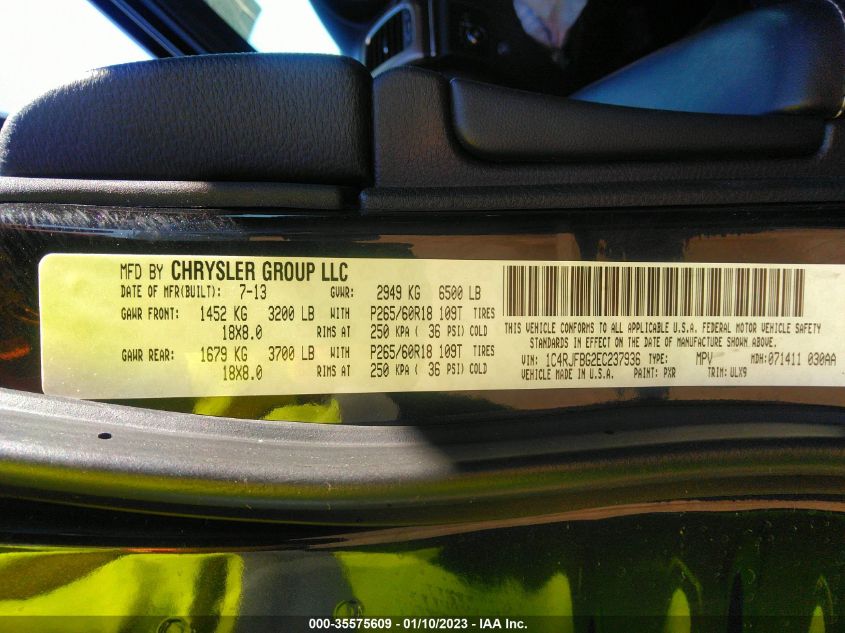 MFD BY CHRYSLER GROUP LLC
DATE OF MFR(BUILT): 7-13 GVWR: 2949 KG 6500 LB
GAWR FRONT: 1452 KG 3200 LB WITH P265/60R18 109T TIRES
18X8.0 RIMS AT 250 KPA ( 36 PSI) COLD
GAWR REAR: 1679 KG 3700 LB WITH P265/60R18 109T TIRES
18X8.0 RIMS AT 250 KPA ( 36 PSI) COLD
THIS VEHICLE CONFORMS TO ALL APPLICABLE U.S.A. FEDERAL MOTOR VEHICLE SAFETY
STANDARDS IN EFFECT ON THE DATE OF MANUFACTURE SHOWN ABOVE.
VIN: 1C4RJFBG2EC237936 TYPE: MPV MDH: 071411 030AA
VEHICLE MADE IN U.S.A. PAINT: PXR TRIM: ULX9
000-35575609 - 01/10/2023 - IAA Inc.